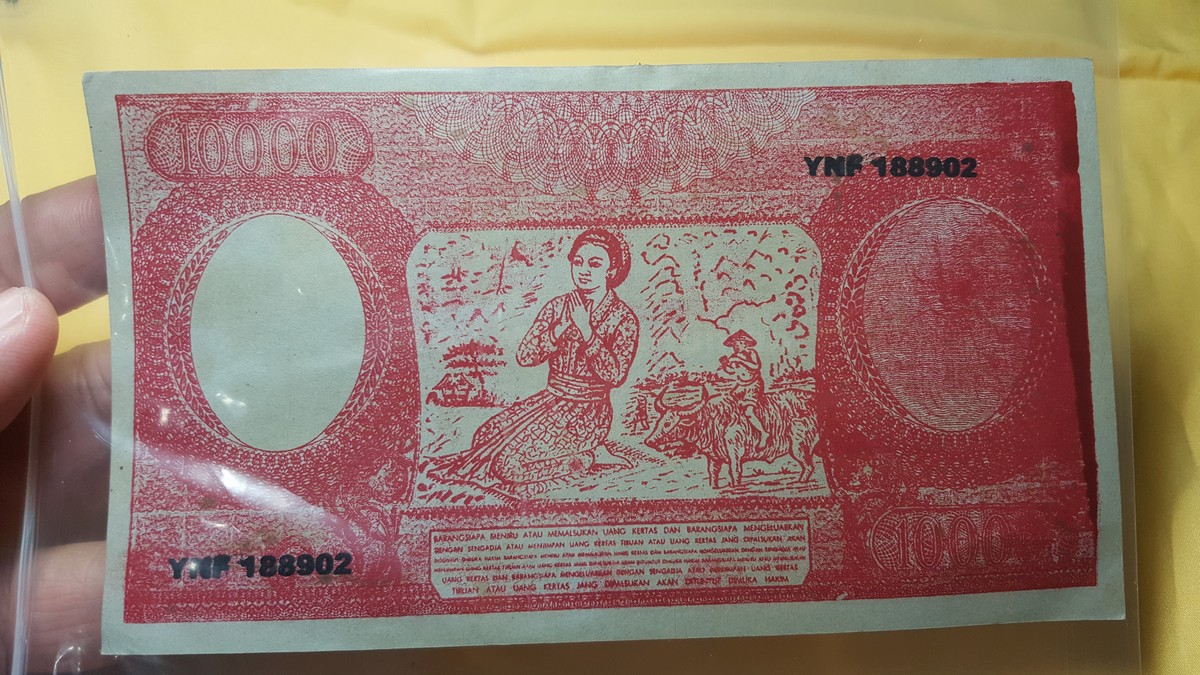 10000
YNF 188902
YNF 188902
BARANGSIAPA MENIRU ATAU MEMALSUKAN UANG KERTAS DAN BARANGSIAPA MENGELUARKAN
DENGAN SENGADJA ATAU MENJIMPAN UANG KERTAS TIRUAN ATAU UANG KERTAS JANG DIPALSUKAN AKAN
UANG KERTAS DAN BARANGSIAPA MENGELUARKAN DENGAN SENGADJA ATAU MENJIMPAN UANG KERTAS
TIRUAN ATAU UANG KERTAS JANG DIPALSUKAN AKAN DITUNTUT DIMUKA HAKIM